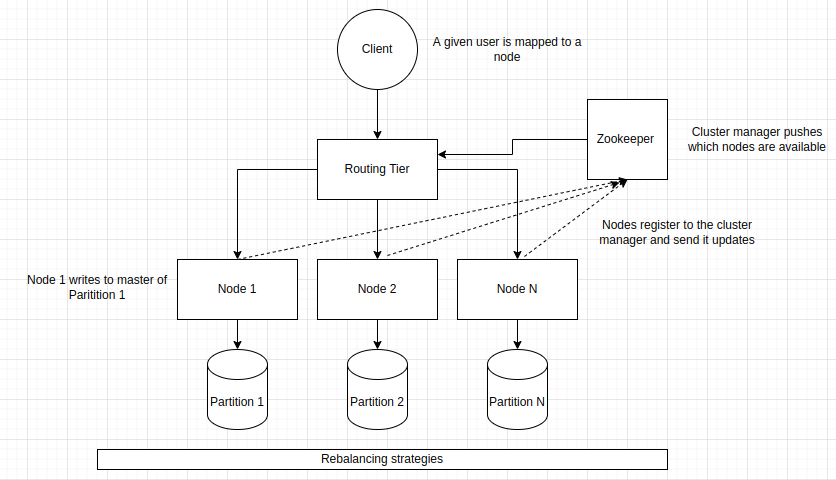 Client
A given user is mapped to a
node
Zookeeper
Cluster manager pushes
which nodes are available
Routing Tier
Nodes register to the cluster
manager and send it updates
Node 1 writes to master of
Paritition 1
Node 1
Node 2
Node N
Partition 1
Partition 2
Partition N
Rebalancing strategies